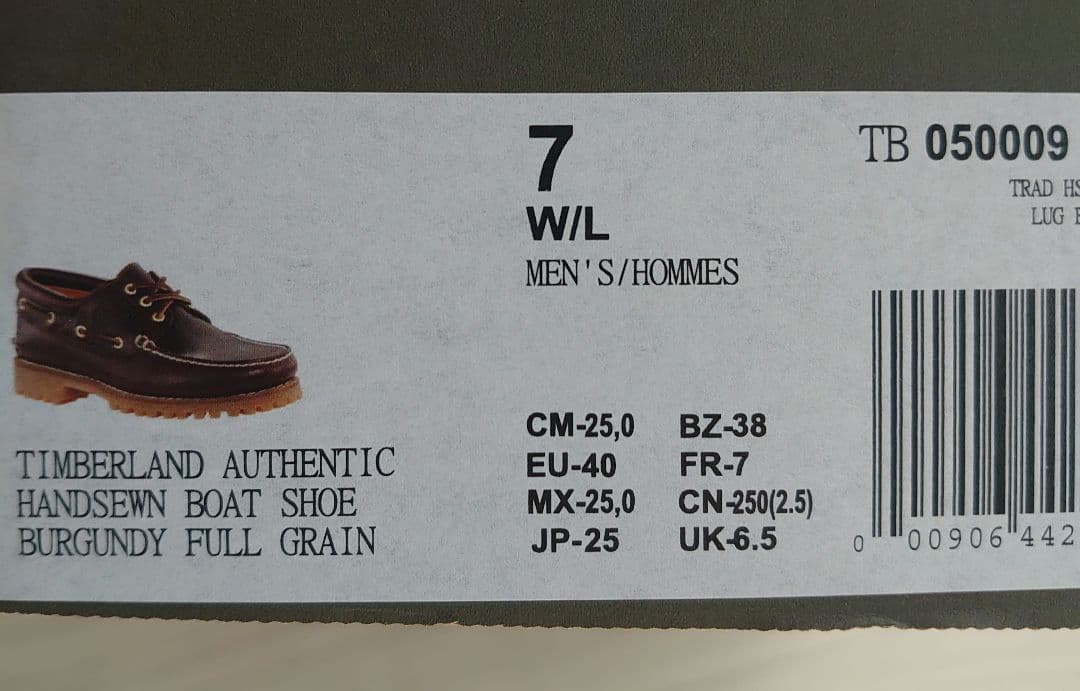 7
W/L
MEN'S/HOMMES
TB 050009
TRAD HS
LUG
TIMBERLAND AUTHENTIC
HANDSEWN BOAT SHOE
BURGUNDY FULL GRAIN
CM-25,0 BZ-38
EU-40 FR-7
MX-25,0 CN-250(2.5)
JP-25 UK-6.5
0 00906 442